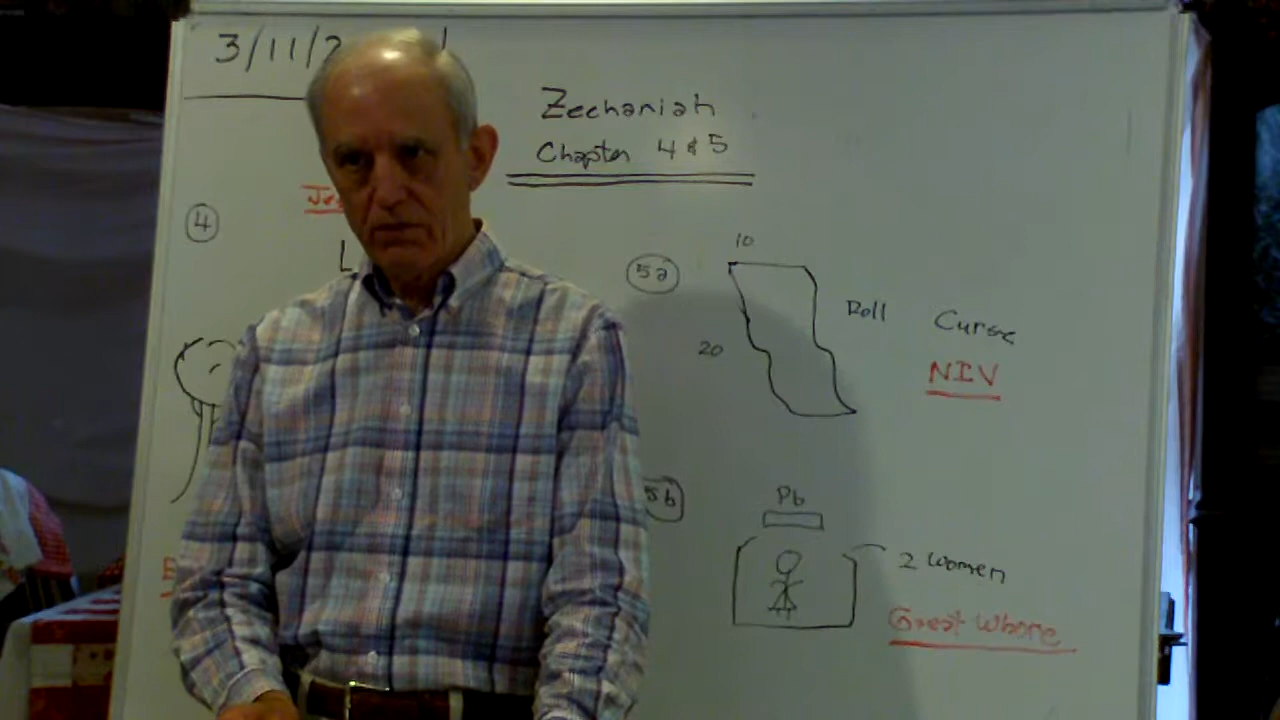 3/11/2
Zechariah
Chapter 4 & 5
4
L
5a
10
20
Roll
Curse
NIV
5b
Pb
2 women
Great Whore